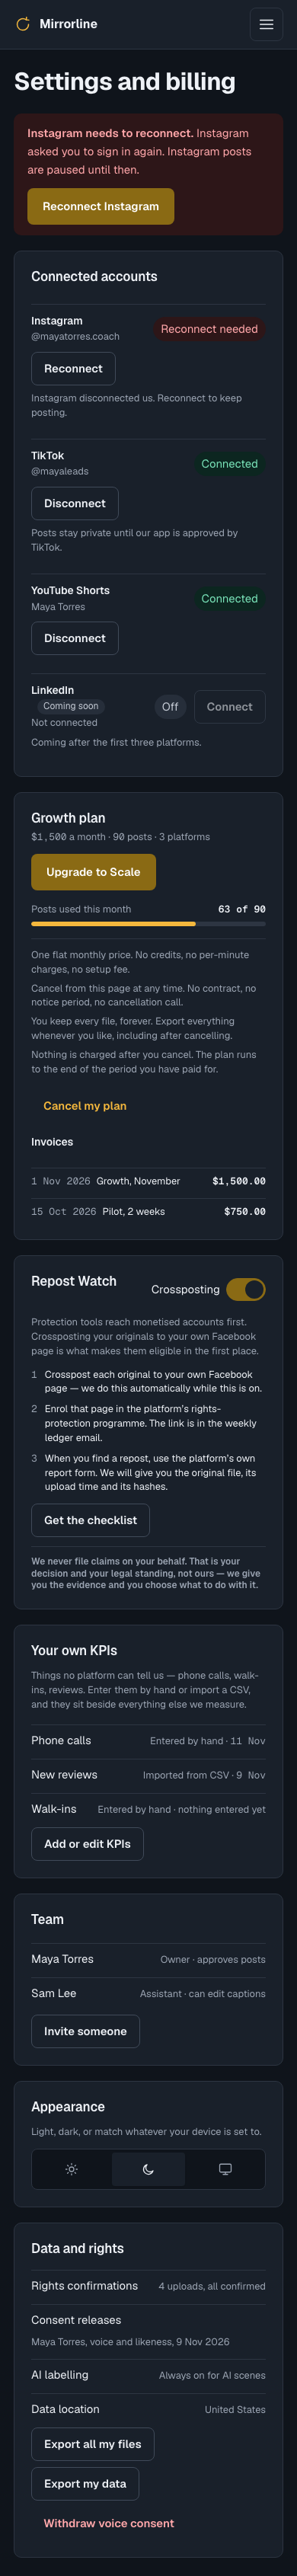 Mirrorline
Settings and billing
Instagram needs to reconnect. Instagram
asked you to sign in again. Instagram posts
are paused until then.
Reconnect Instagram
Connected accounts
Instagram
@mayatorres.coach
Reconnect needed
Reconnect
Instagram disconnected us. Reconnect to keep
posting.
TikTok
@mayaleads
Connected
Disconnect
Posts stay private until our app is approved by
TikTok.
YouTube Shorts
Maya Torres
Connected
Disconnect
LinkedIn
Coming soon
Not connected
Off
Connect
Coming after the first three platforms.
Growth plan
$1,500 a month · 90 posts · 3 platforms
Upgrade to Scale
Posts used this month 63 of 90
One flat monthly price. No credits, no per-minute
charges, no setup fee.
Cancel from this page at any time. No contract, no
notice period, no cancellation call.
You keep every file, forever. Export everything
whenever you like, including after cancelling.
Nothing is charged after you cancel. The plan runs
to the end of the period you have paid for.
Cancel my plan
Invoices
1 Nov 2026 Growth, November $1,500.00
15 Oct 2026 Pilot, 2 weeks $750.00
Repost Watch
Crossposting
Protection tools reach monetised accounts first.
Crossposting your originals to your own Facebook
page is what makes them eligible in the first place.
1 Crosspost each original to your own Facebook
page — we do this automatically while this is on.
2 Enrol that page in the platform's rights-
protection programme. The link is in the weekly
ledger email.
3 When you find a repost, use the platform's own
report form. We will give you the original file, its
upload time and its hashes.
Get the checklist
We never file claims on your behalf. That is your
decision and your legal standing, not ours — we give
you the evidence and you choose what to do with it.
Your own KPIs
Things no platform can tell us — phone calls, walk-
ins, reviews. Enter them by hand or import a CSV,
and they sit beside everything else we measure.
Phone calls Entered by hand · 11 Nov
New reviews Imported from CSV · 9 Nov
Walk-ins Entered by hand · nothing entered yet
Add or edit KPIs
Team
Maya Torres Owner · approves posts
Sam Lee Assistant · can edit captions
Invite someone
Appearance
Light, dark, or match whatever your device is set to.
Data and rights
Rights confirmations 4 uploads, all confirmed
Consent releases
Maya Torres, voice and likeness, 9 Nov 2026
AI labelling Always on for AI scenes
Data location United States
Export all my files
Export my data
Withdraw voice consent